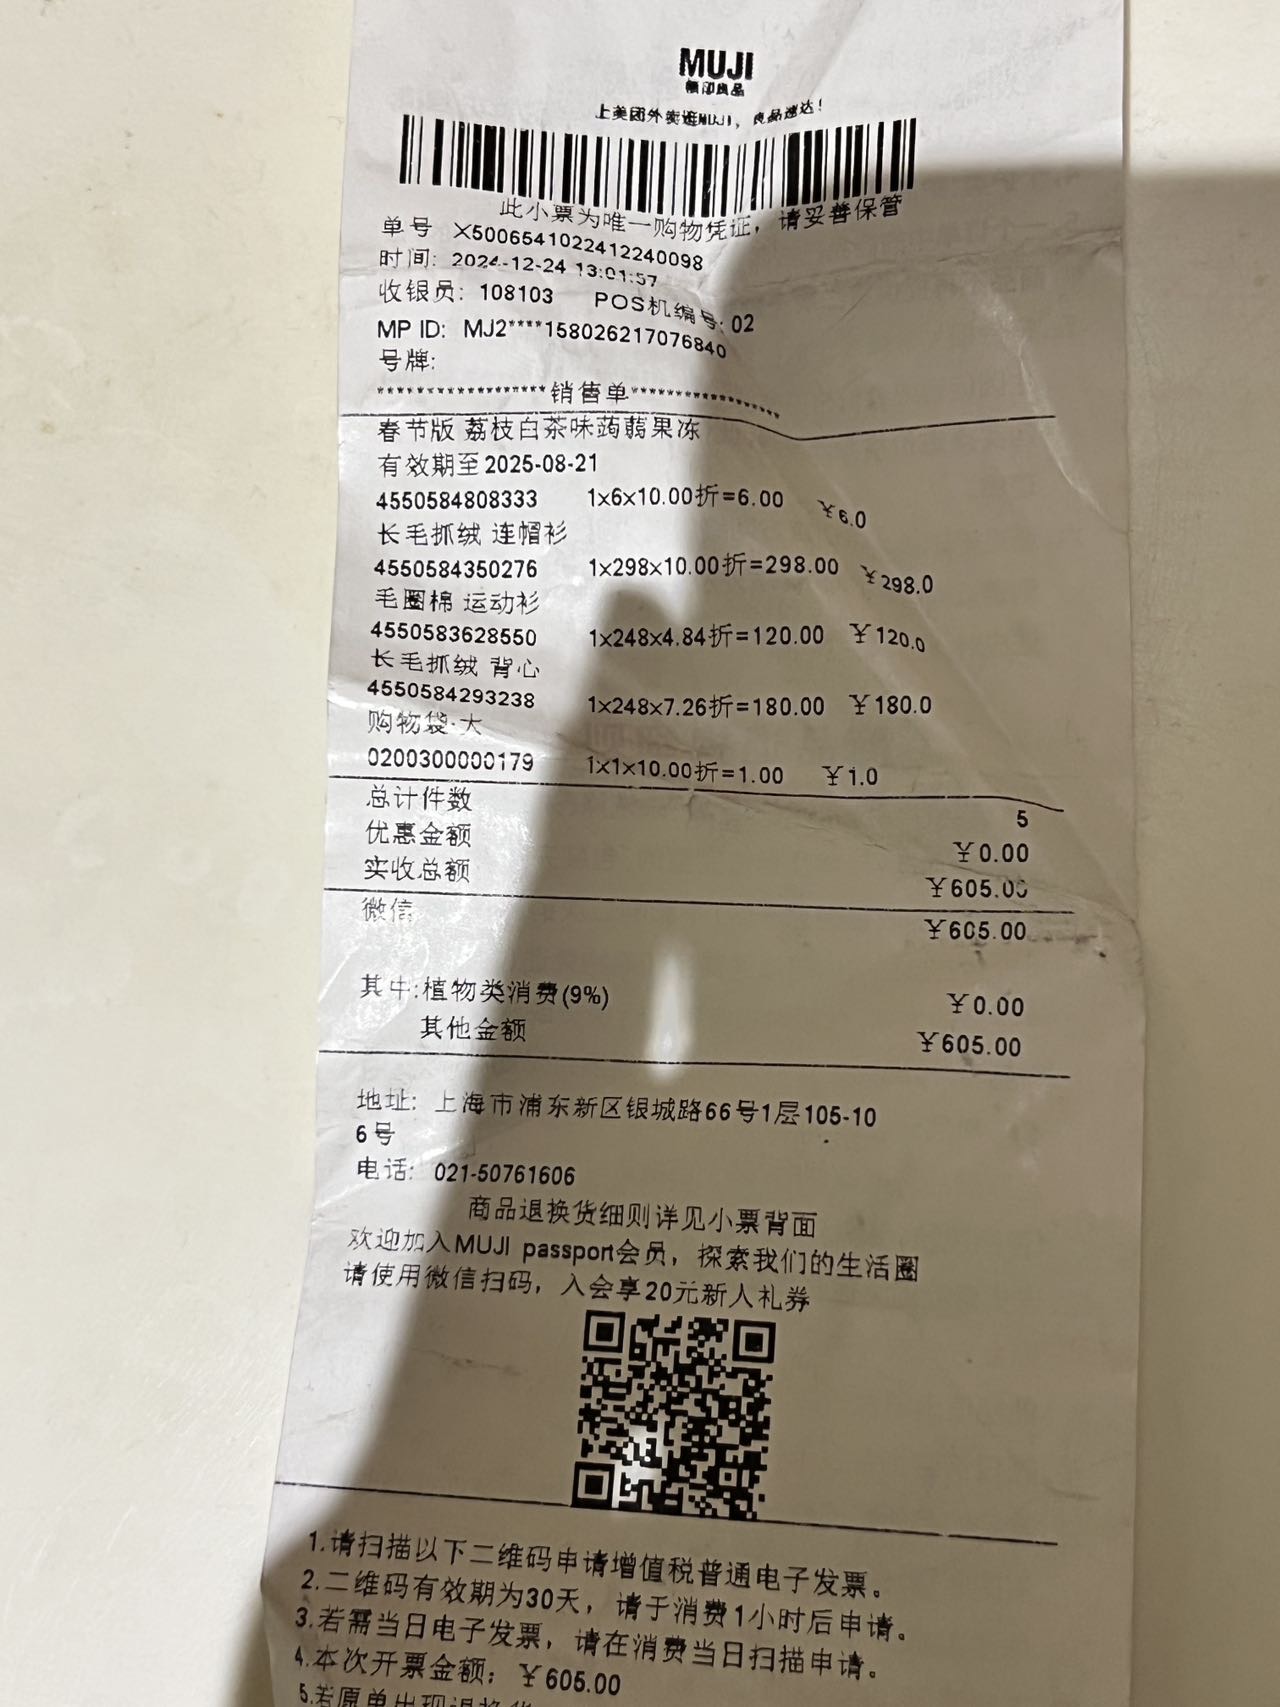 MUJI
無印良品
上美团外卖逛MUJI，良品速达！
此小票为唯一购物凭证，请妥善保管
单号 X5006541022412240098
时间: 2024-12-24 13:01:57
收银员: 108103 POS机编号: 02
MP ID: MJ2****158026217076840
号牌:
******************销售单******************
春节版 荔枝白茶味蒟蒻果冻
有效期至2025-08-21
4550584808333 1x6x10.00折=6.00 ￥6.0
长毛抓绒 连帽衫
4550584350276 1x298x10.00折=298.00 ￥298.0
毛圈棉 运动衫
4550583628550 1x248x4.84折=120.00 ￥120.0
长毛抓绒 背心
4550584293238 1x248x7.26折=180.00 ￥180.0
购物袋·大
0200300000179 1x1x10.00折=1.00 ￥1.0
总计件数 5
优惠金额 ￥0.00
实收总额 ￥605.00
微信 ￥605.00
其中:植物类消费(9%) ￥0.00
其他金额 ￥605.00
地址: 上海市浦东新区银城路66号1层105-10
6号
电话: 021-50761606
商品退换货细则详见小票背面
欢迎加入MUJI passport会员，探索我们的生活圈
请使用微信扫码，入会享20元新人礼券
1.请扫描以下二维码申请增值税普通电子发票。
2.二维码有效期为30天，请于消费1小时后申请。
3.若需当日电子发票，请在消费当日扫描申请。
4.本次开票金额: ￥605.00
5.若原单出现退换货